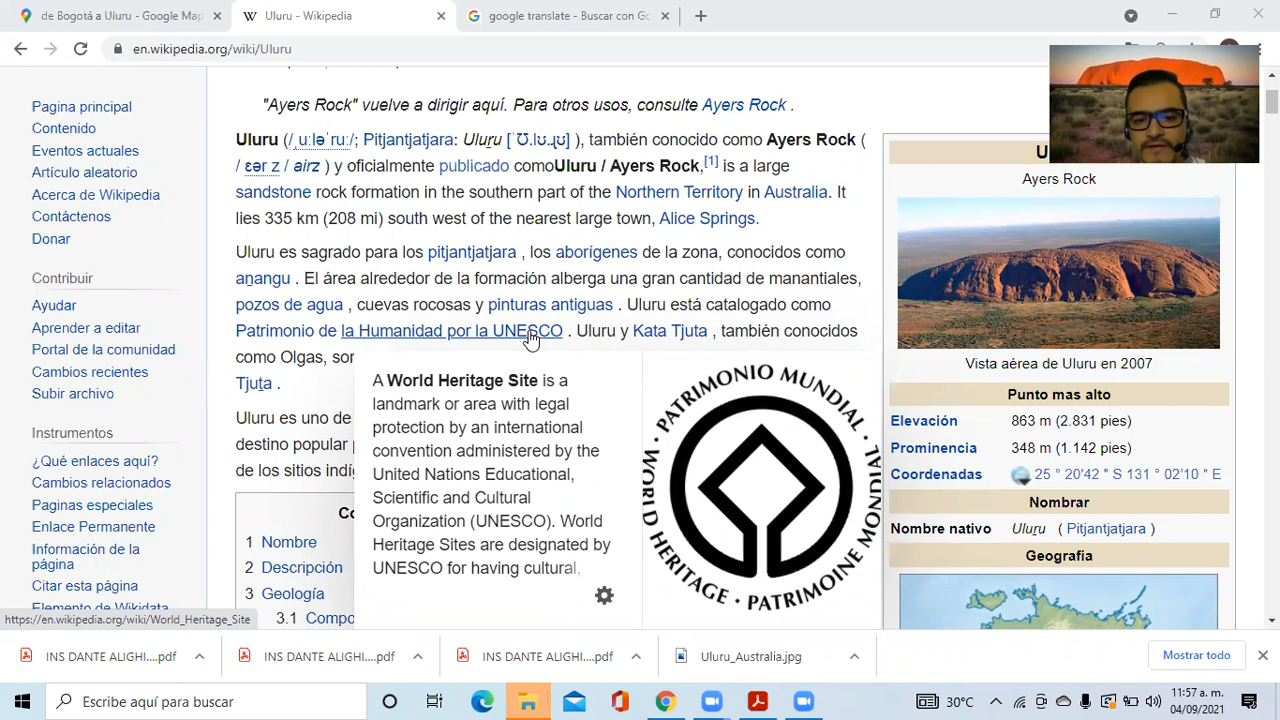 de Bogotá a Uluru - Google Map
Uluru - Wikipedia
google translate - Buscar con Go
en.wikipedia.org/wiki/Uluru
"Ayers Rock" vuelve a dirigir aquí. Para otros usos, consulte Ayers Rock .
Uluru (/ˌuːləˈruː/; Pitjantjatjara: Uluṟu [ˈʊ.lʊ.ɻʊ] ), también conocido como Ayers Rock (
/ ɛər z / airz ) y oficialmente publicado comoUluru / Ayers Rock,[1] is a large
sandstone rock formation in the southern part of the Northern Territory in Australia. It
lies 335 km (208 mi) south west of the nearest large town, Alice Springs.
Uluru es sagrado para los pitjantjatjara , los aborígenes de la zona, conocidos como
aṉangu . El área alrededor de la formación alberga una gran cantidad de manantiales,
pozos de agua , cuevas rocosas y pinturas antiguas . Uluru está catalogado como
Patrimonio de la Humanidad por la UNESCO . Uluru y Kata Tjuta , también conocidos
como Olgas, son
Tjuṯa .
Uluru es uno de
destino popular
de los sitios indíg
Pagina principal
Contenido
Eventos actuales
Artículo aleatorio
Acerca de Wikipedia
Contáctenos
Donar
Contribuir
Ayudar
Aprender a editar
Portal de la comunidad
Cambios recientes
Subir archivo
Instrumentos
¿Qué enlaces aquí?
Cambios relacionados
Paginas especiales
Enlace Permanente
Información de la
página
Citar esta página
Elemento de Wikidata
A World Heritage Site is a
landmark or area with legal
protection by an international
convention administered by the
United Nations Educational,
Scientific and Cultural
Organization (UNESCO). World
Heritage Sites are designated by
UNESCO for having cultural,
PATRIMONIO MUNDIAL
WORLD HERITAGE
PATRIMOINE MONDIAL
Co
1 Nombre
2 Descripción
3 Geología
3.1 Compo
U
Ayers Rock
Vista aérea de Uluru en 2007
Punto mas alto
Elevación 863 m (2.831 pies)
Prominencia 348 m (1.142 pies)
Coordenadas 25 ° 20′42 ″ S 131 ° 02′10 ″ E
Nombrar
Nombre nativo Uluṟu ( Pitjantjatjara )
Geografía
https://en.wikipedia.org/wiki/World_Heritage_Site
INS DANTE ALIGHI....pdf
INS DANTE ALIGHI....pdf
INS DANTE ALIGHI....pdf
Uluru_Australia.jpg
Mostrar todo
Escribe aquí para buscar
30°C
11:57 a. m.
04/09/2021